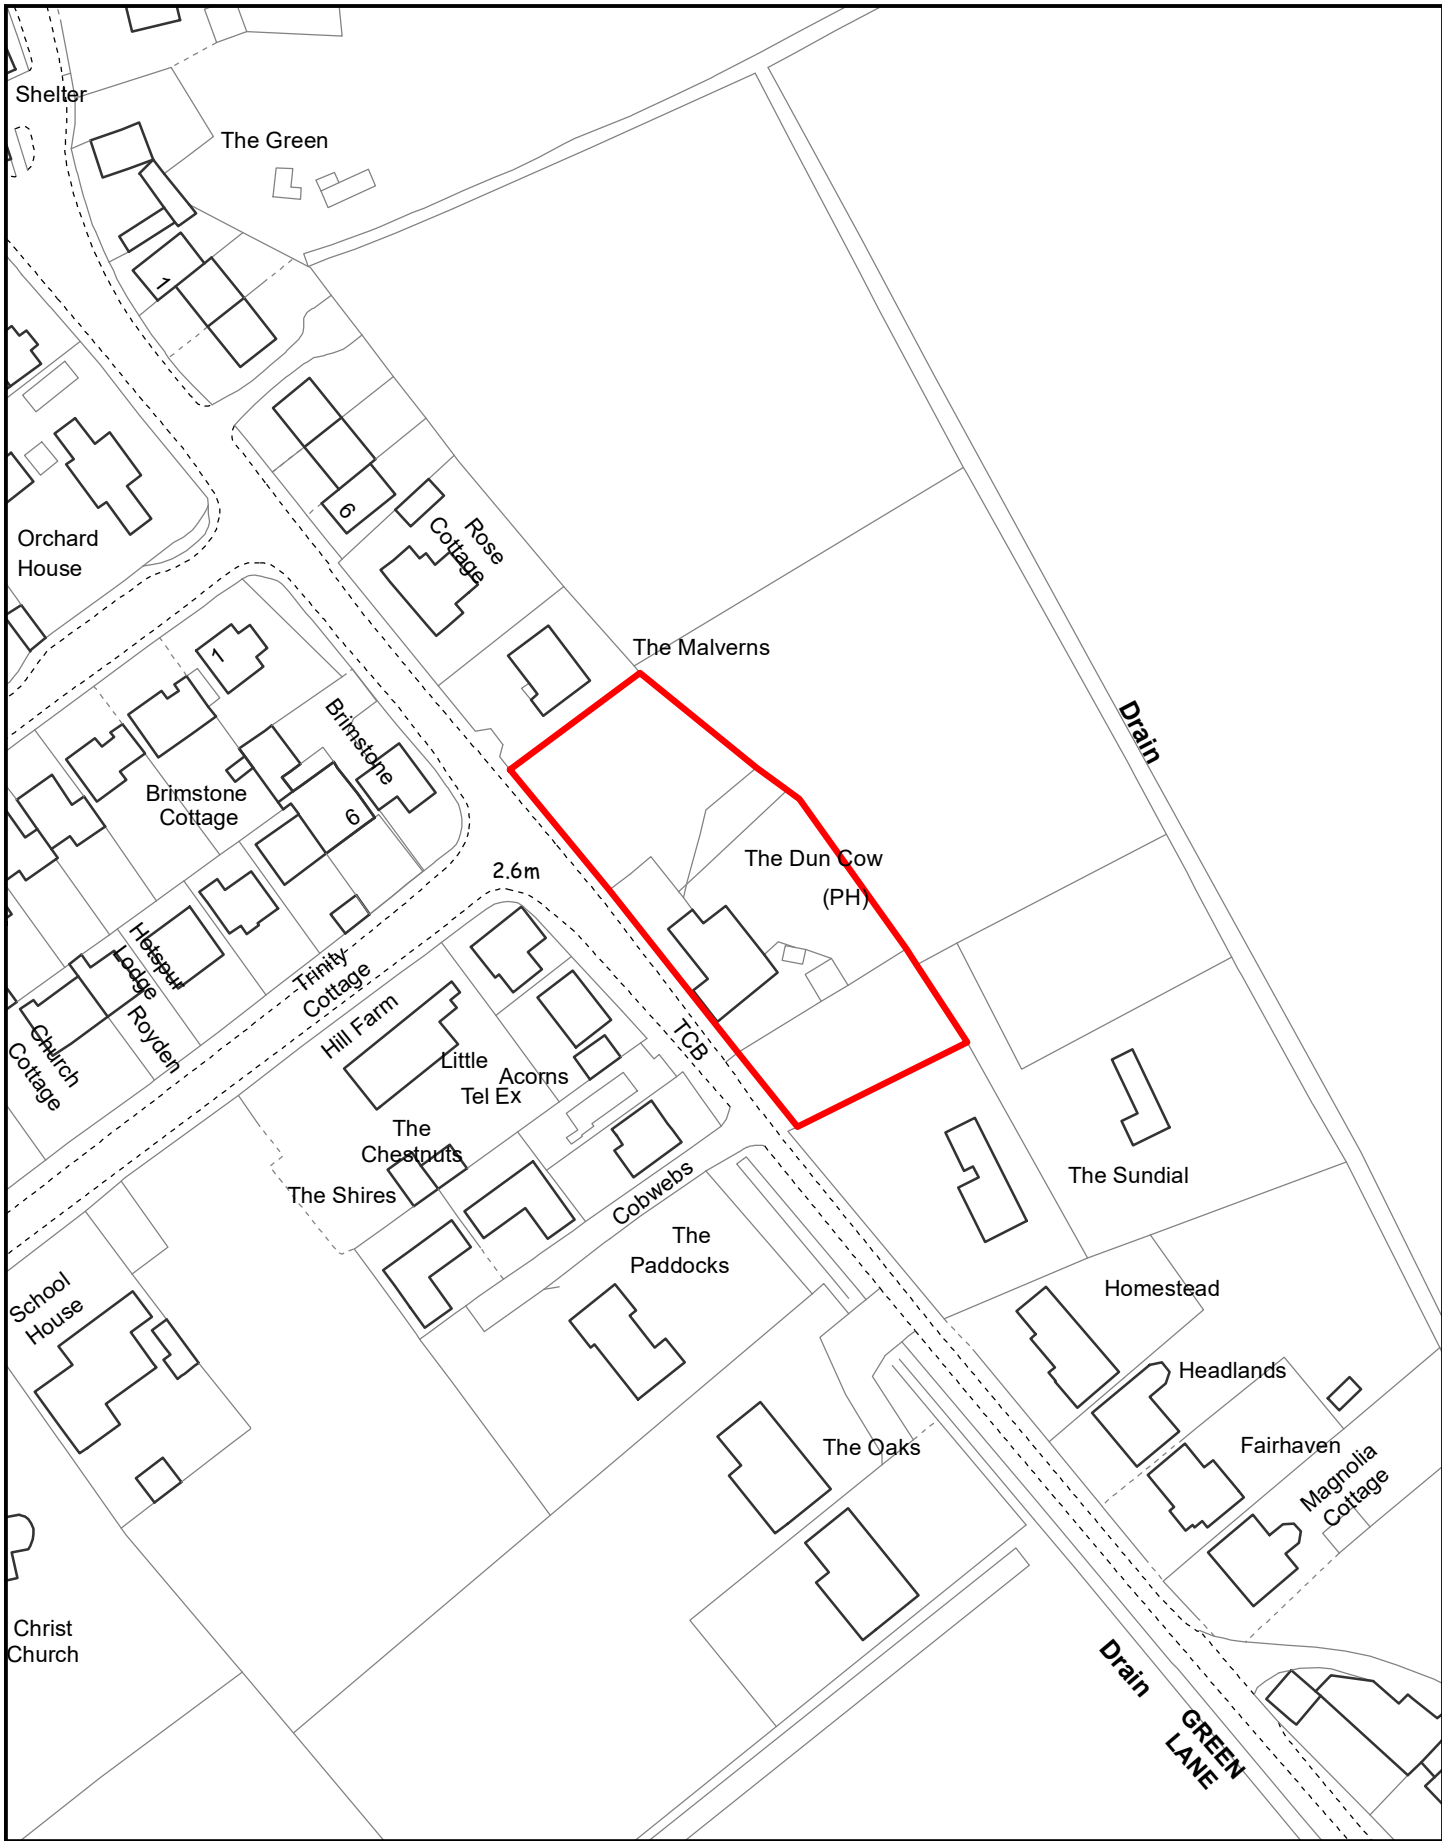 Shelter
The Green
1
6
Rose
Cottage
Orchard
House
The Malverns
1
Brimstone
Drain
Brimstone
Cottage
6
2.6m
The Dun Cow
(PH)
Hotspur
Lodge
Trinity
Cottage
Royden
Church
Cottage
Hill Farm
TCB
Little
Acorns
Tel Ex
The
Chestnuts
The Shires
Cobwebs
The Sundial
The
Paddocks
School
House
Homestead
Headlands
The Oaks
Fairhaven
Magnolia
Cottage
Christ
Church
Drain
GREEN
LANE